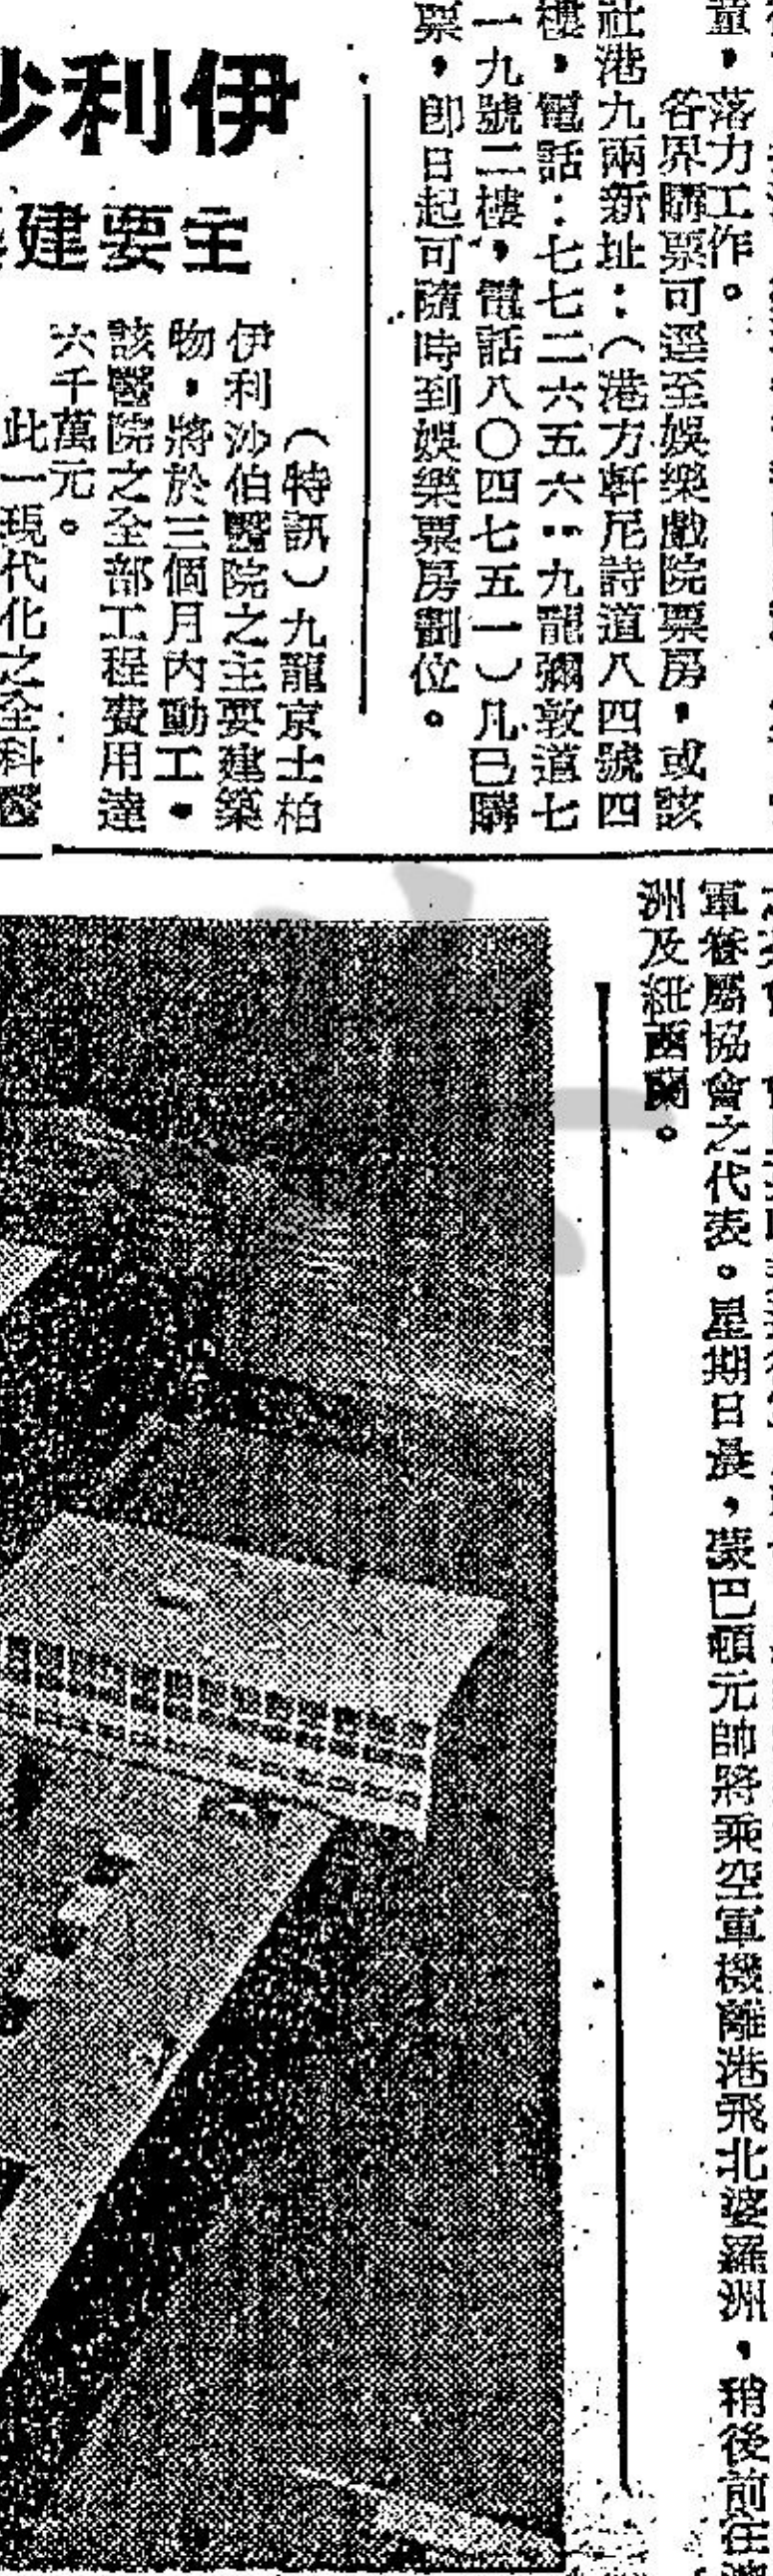 童，落力工作。
各界購票可逕至娛樂戲院票房，或該
社港九兩新址：（港方軒尼詩道八四號四
樓，電話：七七二六五六··九龍彌敦道七
一九號二樓，電話八〇四七五一）凡已購
票，卽日起可隨時到娛樂票房劃位。
伊利沙
主要建
（特訊）九龍京士柏
伊利沙伯醫院之主要建築
物，將於三個月內動工，
該醫院之全部工程費用達
六千萬元。
此一現代化之全科醫
軍眷屬協會之代表。星期日晨，蒙巴頓元帥將乘空軍機離港飛北婆羅洲，稍後前往
洲及紐西蘭。